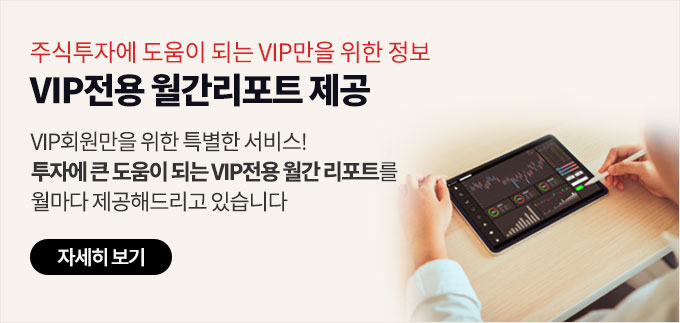 주식투자에 도움이 되는 VIP만을 위한 정보
VIP전용 월간리포트 제공
VIP회원만을 위한 특별한 서비스!
투자에 큰 도움이 되는 VIP전용 월간 리포트를
월마다 제공해드리고 있습니다
자세히 보기